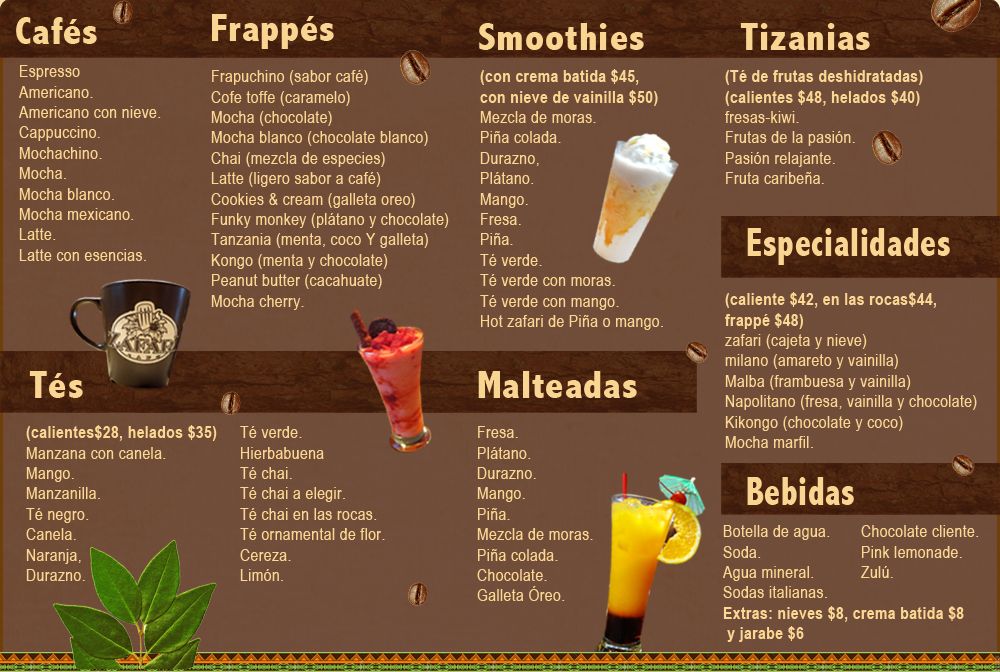 Cafés
Espresso
Americano.
Americano con nieve.
Cappuccino.
Mochachino.
Mocha.
Mocha blanco.
Mocha mexicano.
Latte.
Latte con esencias.
Frappés
Frapuchino (sabor café)
Cofe toffe (caramelo)
Mocha (chocolate)
Mocha blanco (chocolate blanco)
Chai (mezcla de especies)
Latte (ligero sabor a café)
Cookies & cream (galleta oreo)
Funky monkey (plátano y chocolate)
Tanzania (menta, coco Y galleta)
Kongo (menta y chocolate)
Peanut butter (cacahuate)
Mocha cherry.
Smoothies
(con crema batida $45,
con nieve de vainilla $50)
Mezcla de moras.
Piña colada.
Durazno,
Plátano.
Mango.
Fresa.
Piña.
Té verde.
Té verde con moras.
Té verde con mango.
Hot zafari de Piña o mango.
Tizanias
(Té de frutas deshidratadas)
(calientes $48, helados $40)
fresas-kiwi.
Frutas de la pasión.
Pasión relajante.
Fruta caribeña.
Especialidades
(caliente $42, en las rocas$44,
frappé $48)
zafari (cajeta y nieve)
milano (amareto y vainilla)
Malba (frambuesa y vainilla)
Napolitano (fresa, vainilla y chocolate)
Kikongo (chocolate y coco)
Mocha marfil.
Tés
(calientes$28, helados $35)
Manzana con canela.
Mango.
Manzanilla.
Té negro.
Canela.
Naranja,
Durazno.
Té verde.
Hierbabuena
Té chai.
Té chai a elegir.
Té chai en las rocas.
Té ornamental de flor.
Cereza.
Limón.
Malteadas
Fresa.
Plátano.
Durazno.
Mango.
Piña.
Mezcla de moras.
Piña colada.
Chocolate.
Galleta Óreo.
Bebidas
Botella de agua.
Soda.
Agua mineral.
Sodas italianas.
Chocolate cliente.
Pink lemonade.
Zulú.
Extras: nieves $8, crema batida $8
y jarabe $6